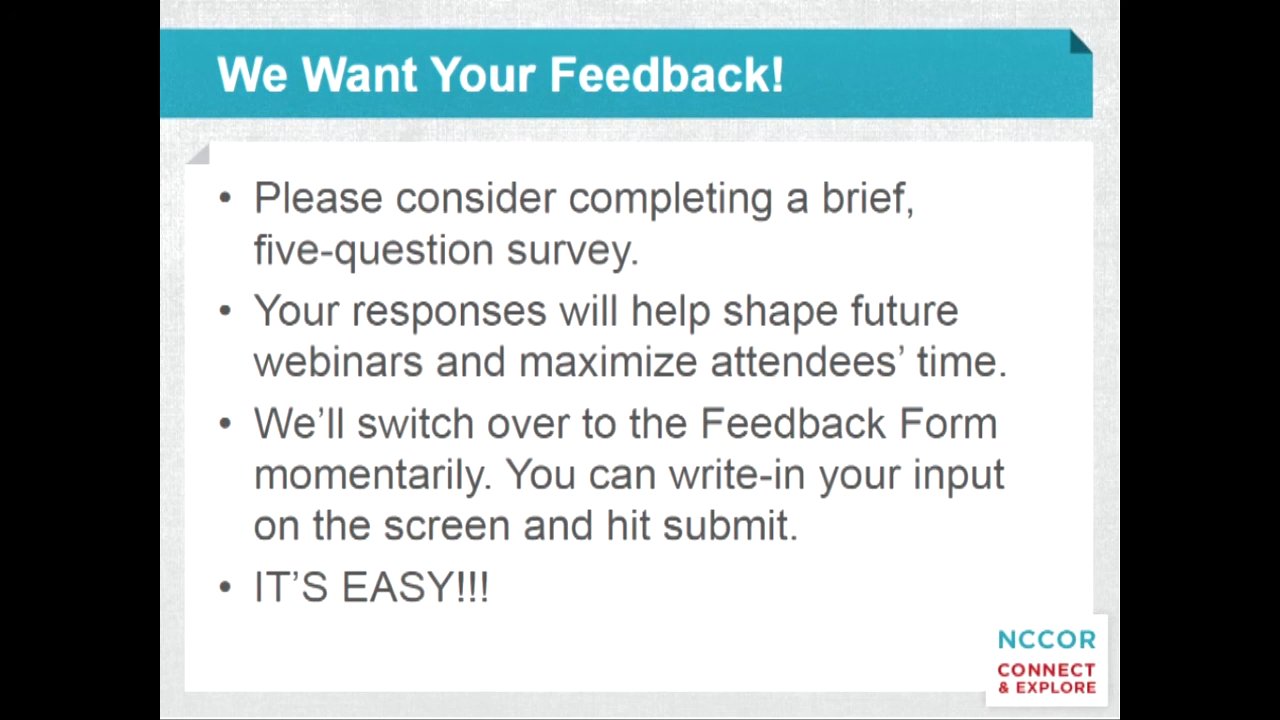 We Want Your Feedback!
• Please consider completing a brief,
five-question survey.
• Your responses will help shape future
webinars and maximize attendees’ time.
• We’ll switch over to the Feedback Form
momentarily. You can write-in your input
on the screen and hit submit.
• IT’S EASY!!!
NCCOR
CONNECT
& EXPLORE